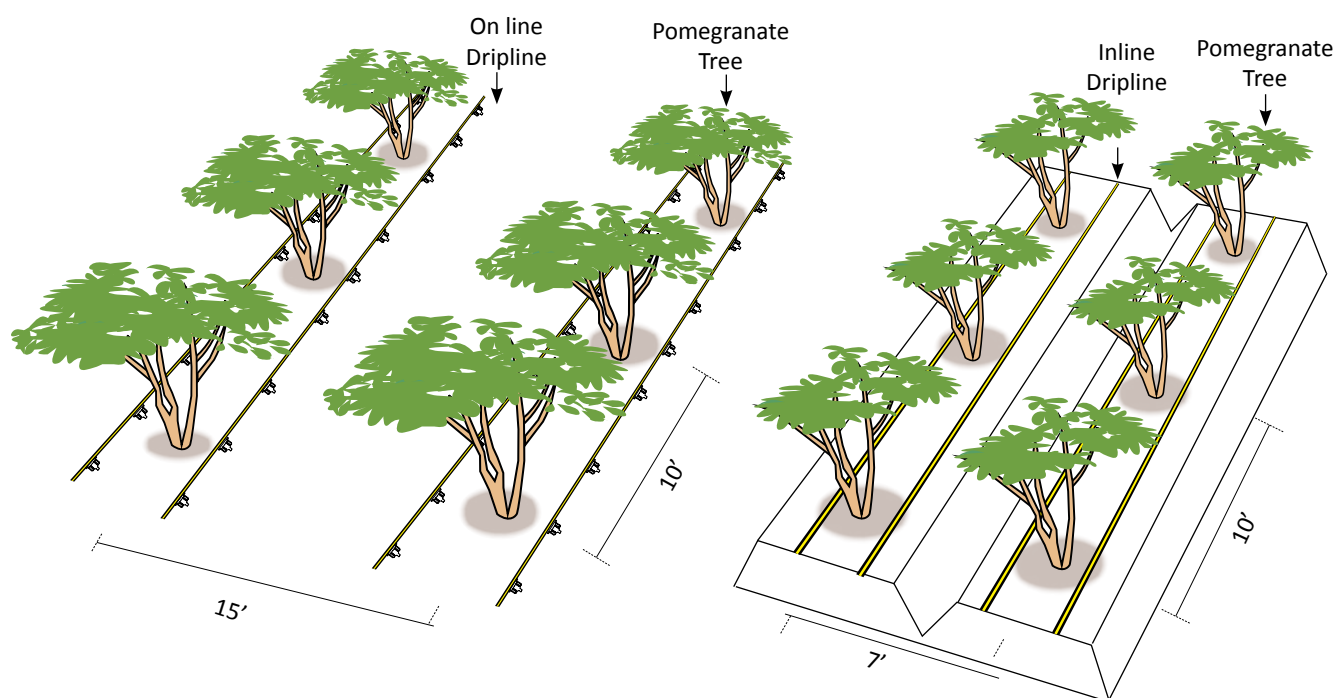 On line
Dripline
Pomegranate
Tree
Inline
Dripline
Pomegranate
Tree
10’
15’
10’
7’